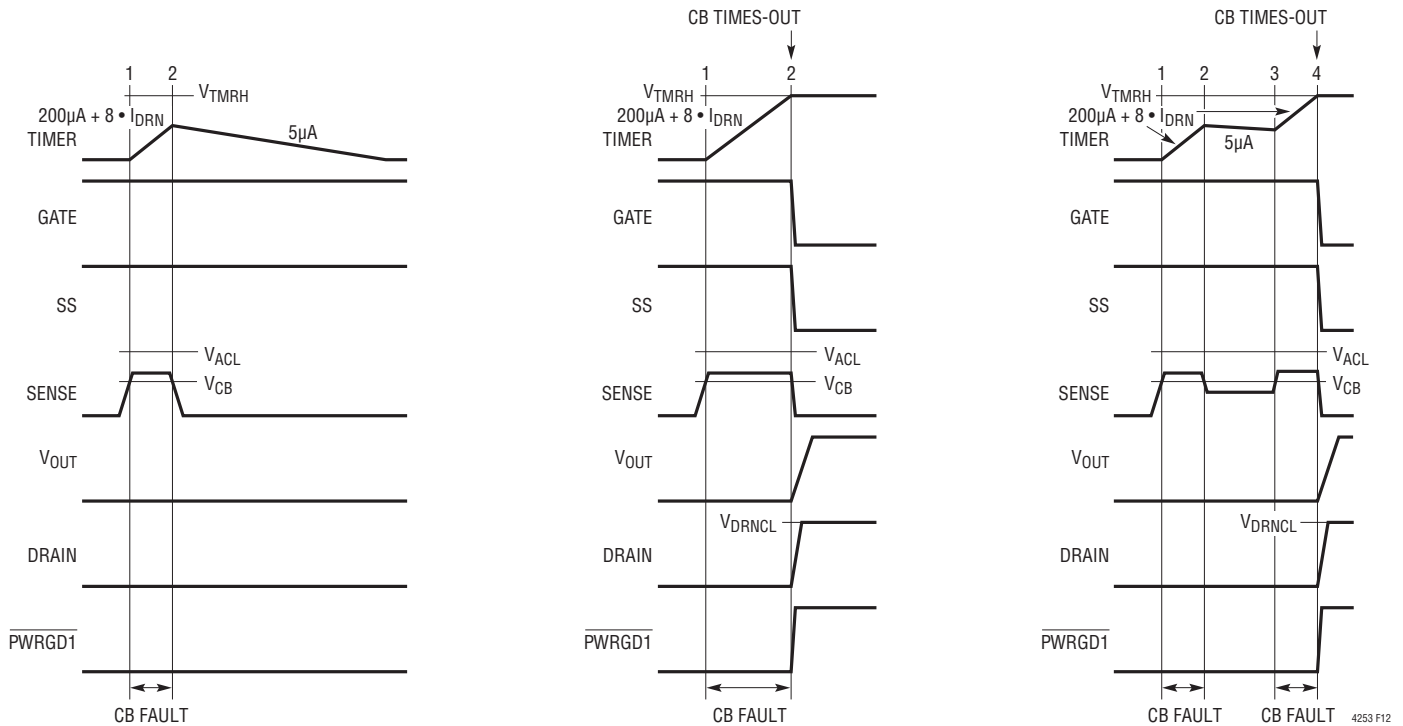 1 2
V_TMRH
200µA + 8 • I_DRN
TIMER
5µA
GATE
SS
V_ACL
V_CB
SENSE
V_OUT
DRAIN
PWRGD1
CB FAULT
CB TIMES-OUT
1 2
V_TMRH
200µA + 8 • I_DRN
TIMER
GATE
SS
V_ACL
V_CB
SENSE
V_OUT
V_DRNCL
DRAIN
PWRGD1
CB FAULT
CB TIMES-OUT
1 2 3 4
V_TMRH
200µA + 8 • I_DRN
TIMER
5µA
GATE
SS
V_ACL
V_CB
SENSE
V_OUT
V_DRNCL
DRAIN
PWRGD1
CB FAULT CB FAULT
4253 F12